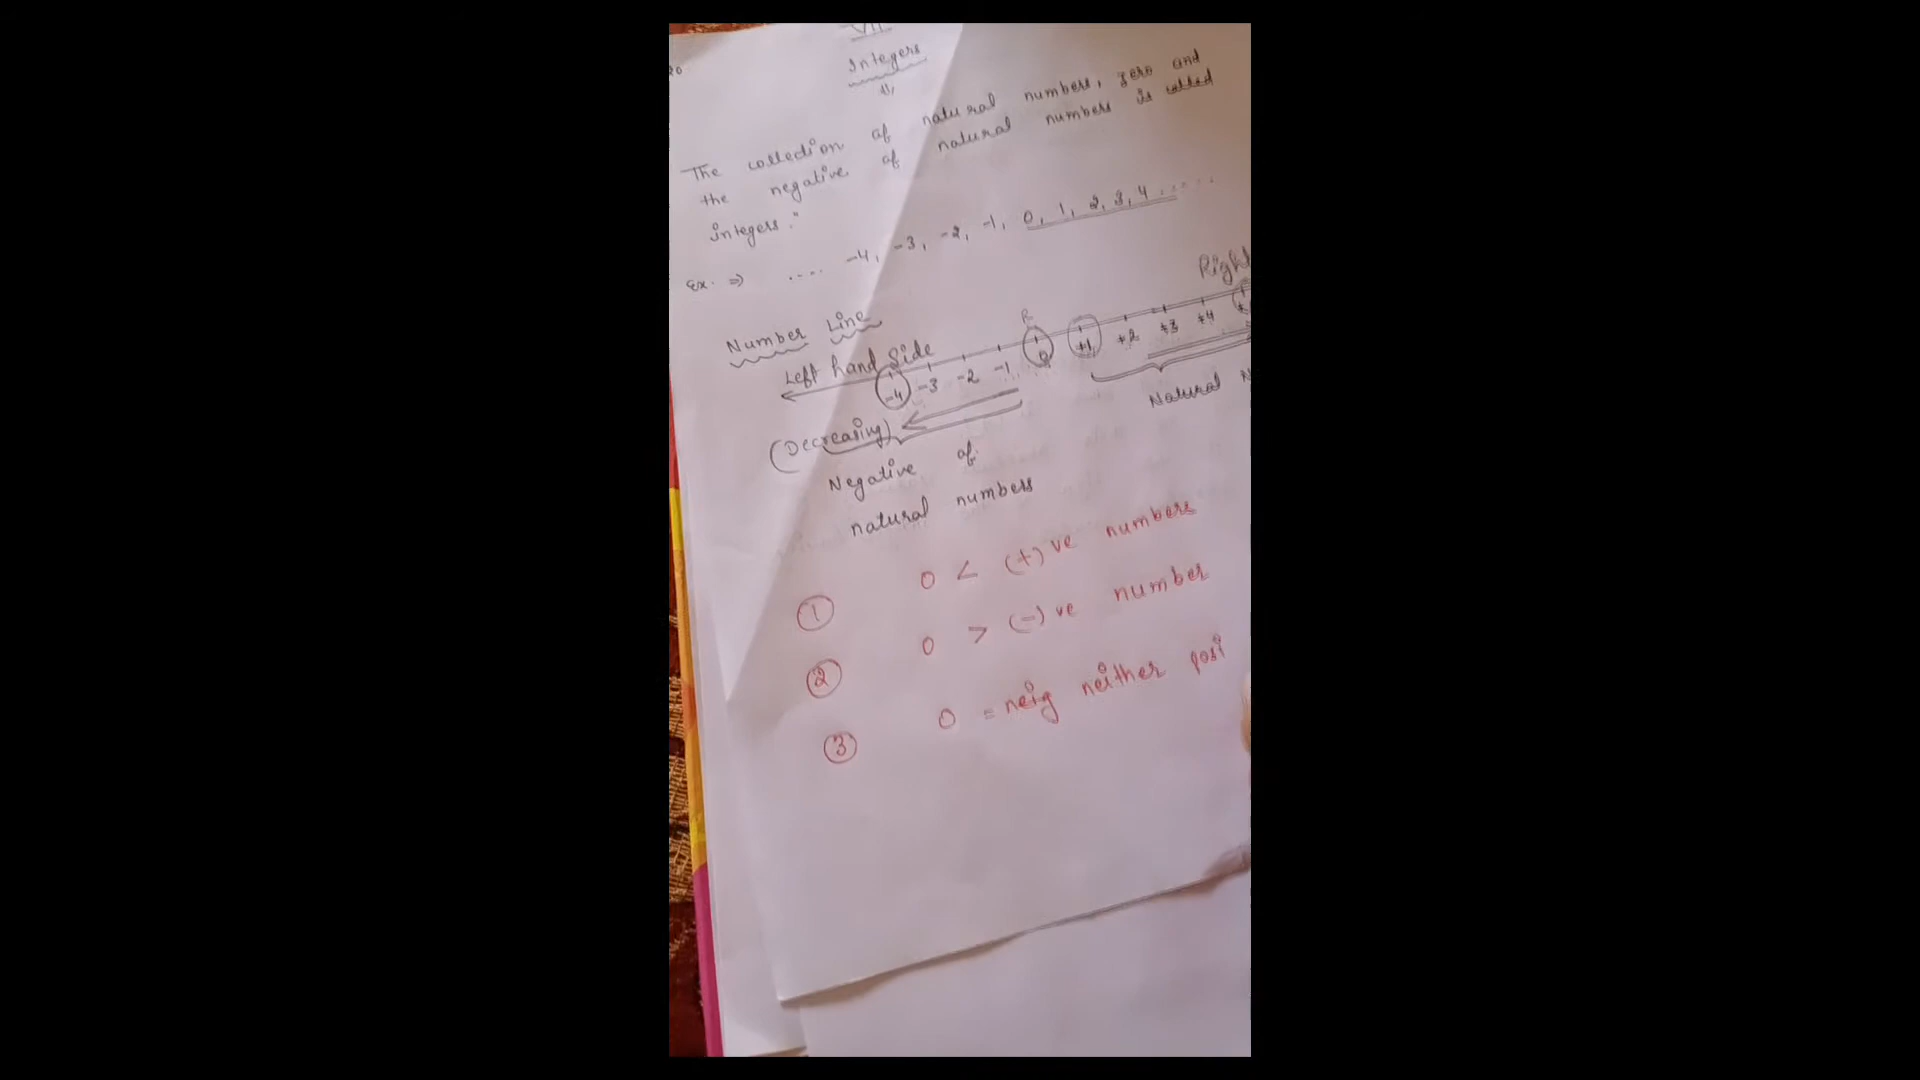 VII
Integers
The collection of natural numbers, zero and
the negative of natural numbers is called
integers."
Ex. ⇒ .... -4, -3, -2, -1, 0, 1, 2, 3, 4 ......
Number Line
Left hand Side
Right
-4 -3 -2 -1 0 +1 +2 +3 +4
(Decreasing)
Natural N
Negative of
natural numbers
① 0 < (+)ve numbers
② 0 > (-)ve number
③ 0 = neig neither posi